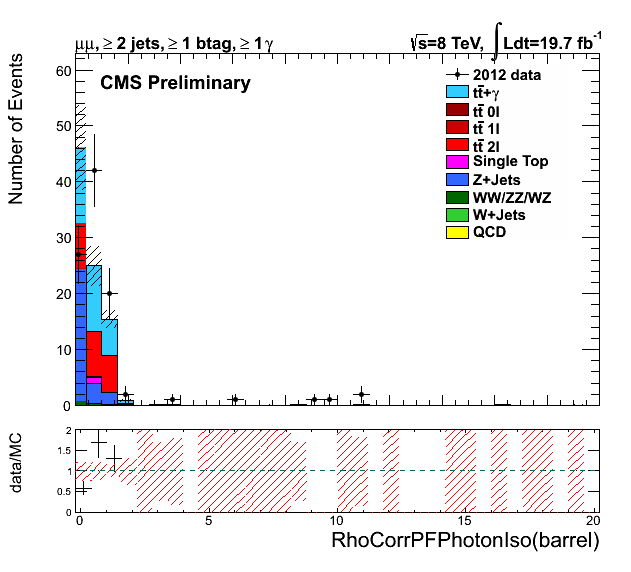 μμ, ≥ 2 jets, ≥ 1 btag, ≥ 1γ
√s=8 TeV, ∫Ldt=19.7 fb⁻¹
CMS Preliminary
Number of Events
60
50
40
30
20
10
0
2012 data
tt̄+γ
tt̄ 0l
tt̄ 1l
tt̄ 2l
Single Top
Z+Jets
WW/ZZ/WZ
W+Jets
QCD
data/MC
2
1.5
1
0.5
0
0 5 10 15 20
RhoCorrPFPhotonIso(barrel)